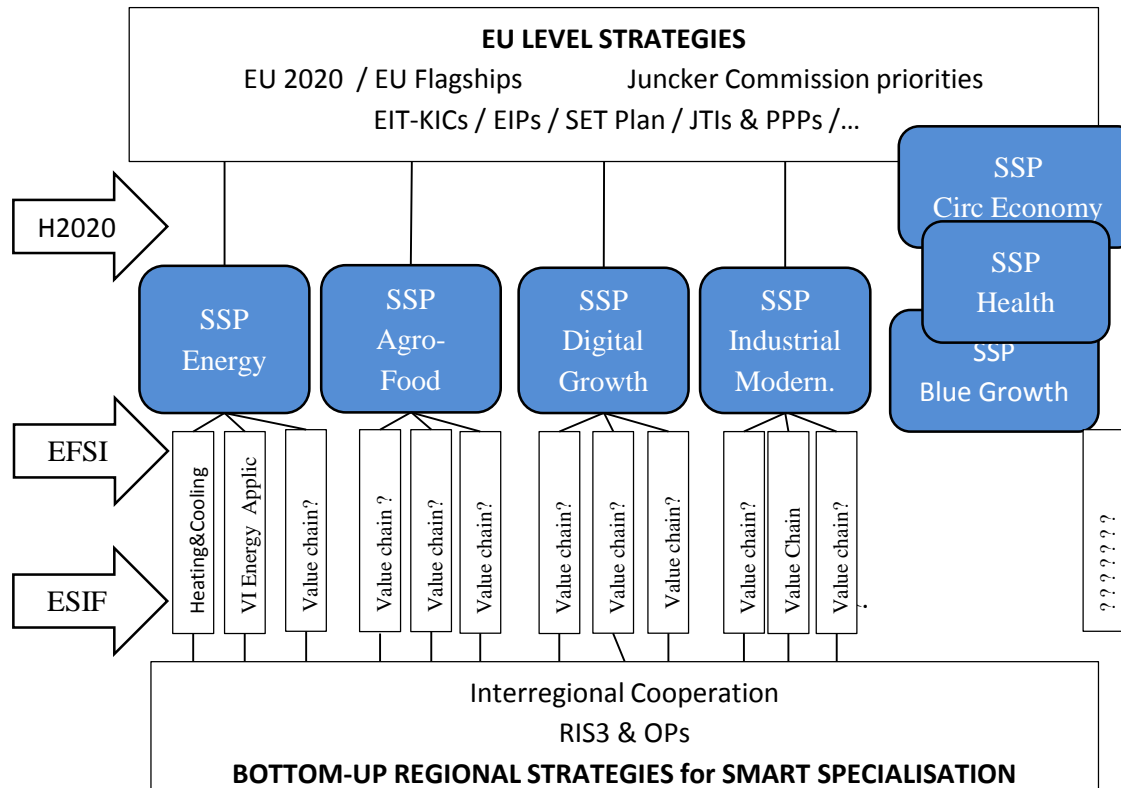 EU LEVEL STRATEGIES
EU 2020 / EU Flagships Juncker Commission priorities
EIT-KICs / EIPs / SET Plan / JTIs & PPPs /...
H2020
EFSI
ESIF
SSP
Energy
SSP
Agro-
Food
SSP
Digital
Growth
SSP
Industrial
Modern.
SSP
Circ Economy
SSP
Health
SSP
Blue Growth
Heating&Cooling
VI Energy Applic
Value chain?
Value chain ?
Value chain?
Value chain?
Value chain?
Value chain?
Value chain?
Value chain?
Value Chain
Value chain?
? ? ? ? ? ? ?
Interregional Cooperation
RIS3 & OPs
BOTTOM-UP REGIONAL STRATEGIES for SMART SPECIALISATION